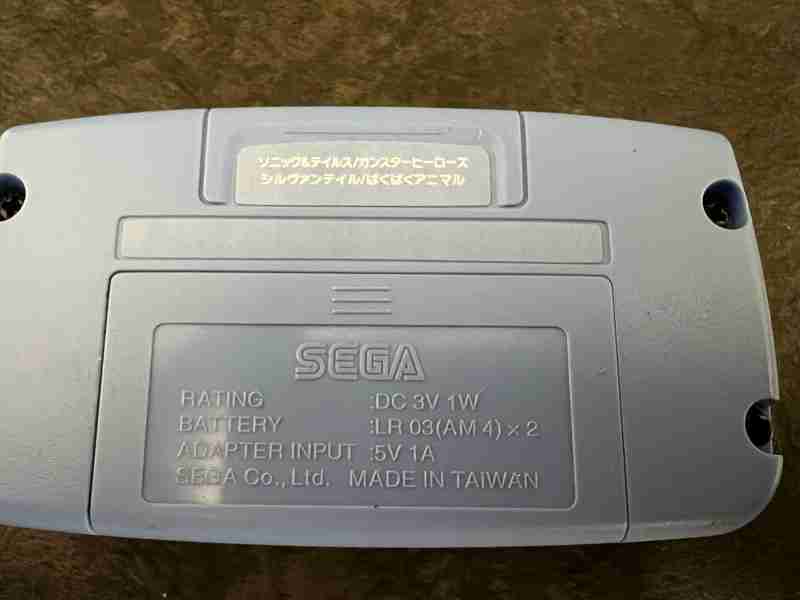 ソニック&テイルス/ガンスターヒーローズ
シルヴァンテイル/ばくばくアニマル
SEGA
RATING :DC 3V 1W
BATTERY :LR 03(AM 4)×2
ADAPTER INPUT :5V 1A
SEGA Co., Ltd. MADE IN TAIWAN